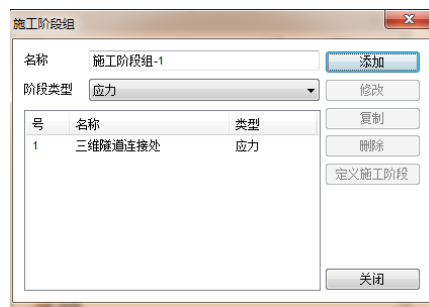 施工阶段组
名称 施工阶段组-1 添加
阶段类型 应力 修改
号 名称 类型 复制
1 三维隧道连接处 应力 删除
定义施工阶段
关闭